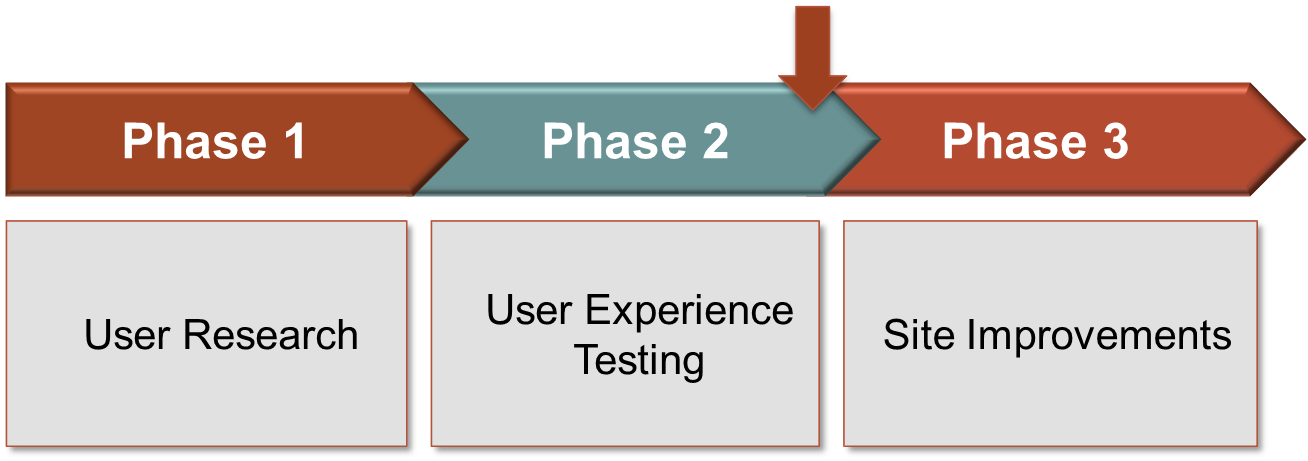 Phase 1
Phase 2
Phase 3
User Research
User Experience
Testing
Site Improvements